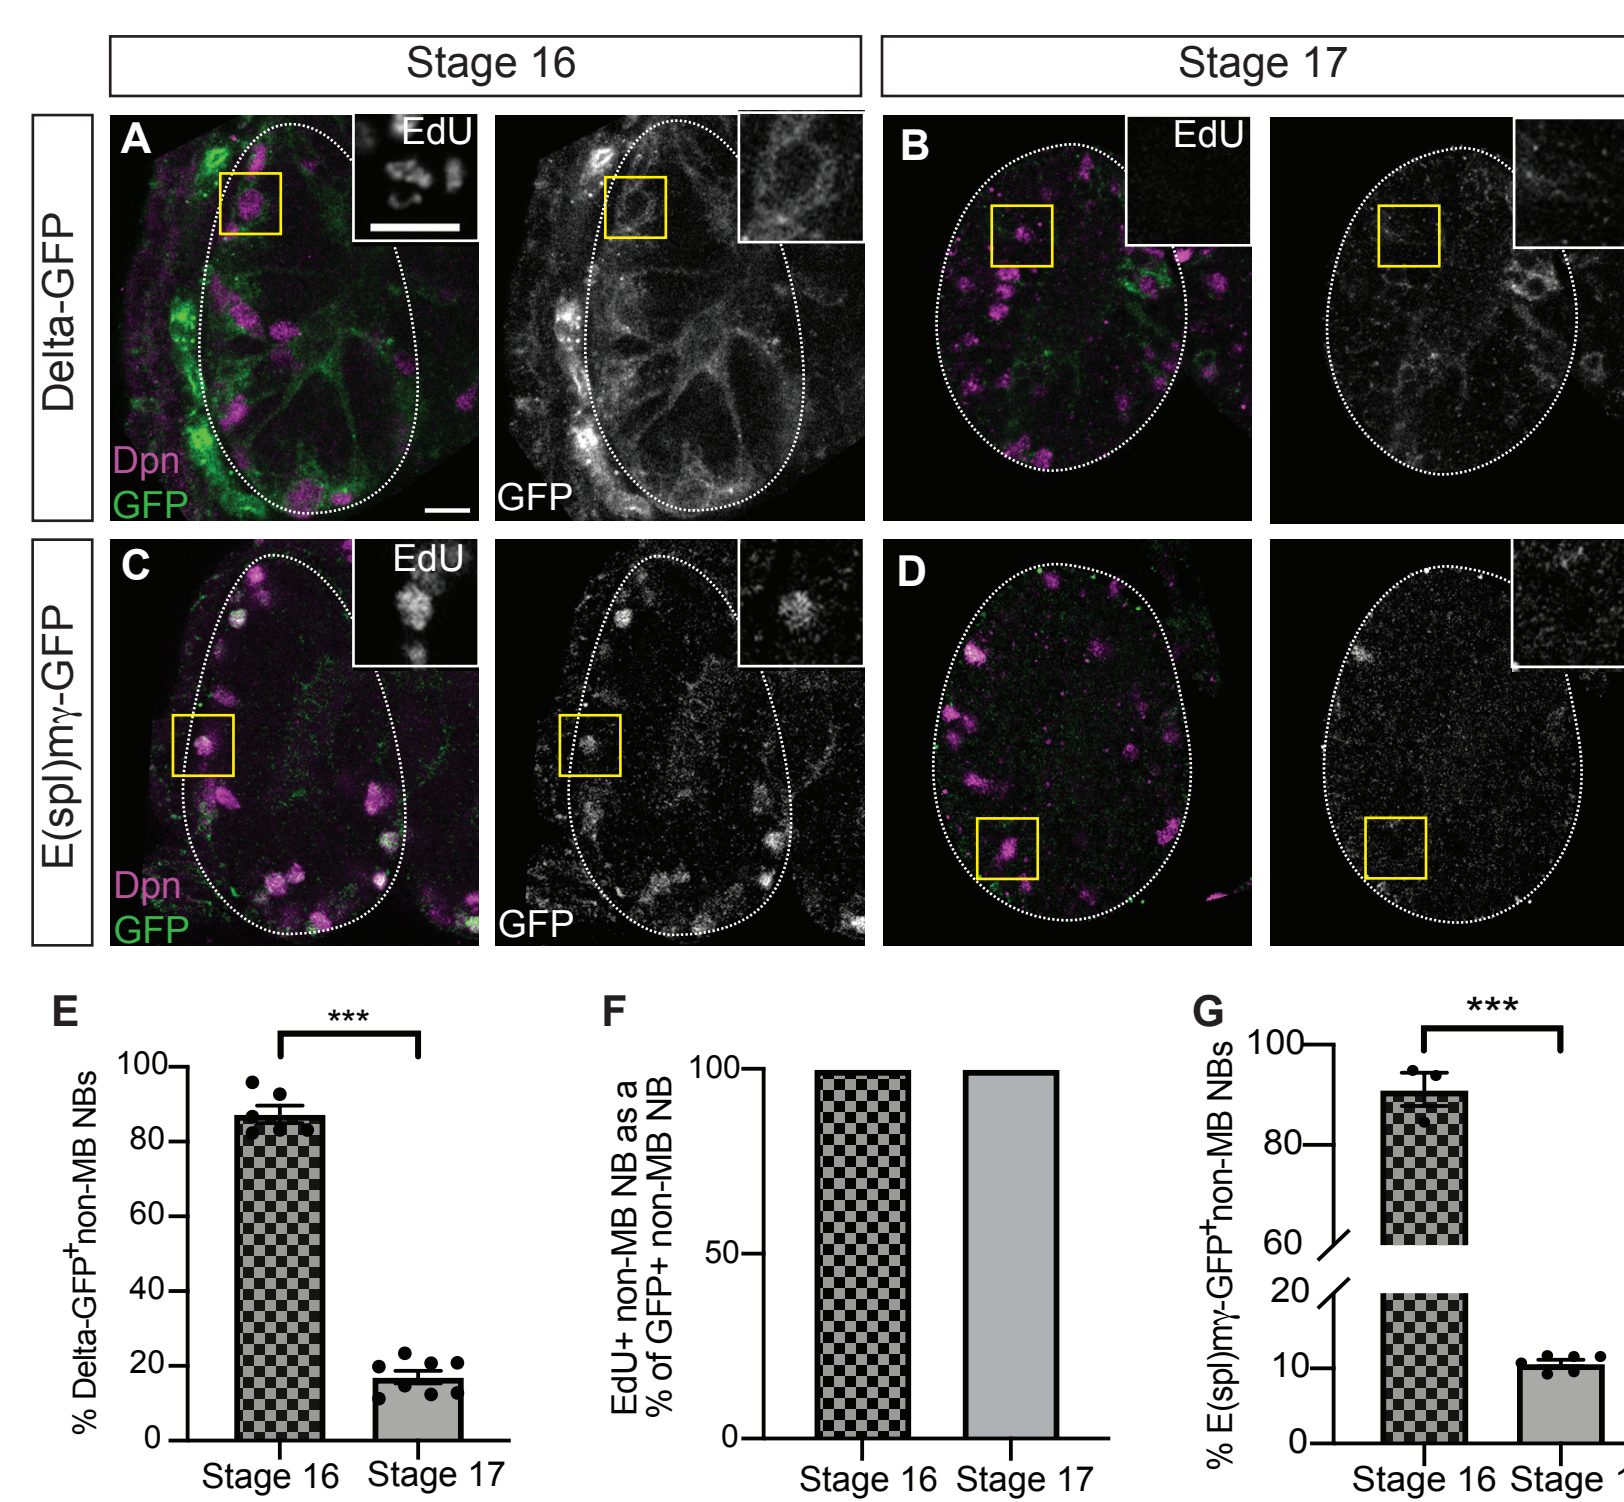 Stage 16
Stage 17
Delta-GFP
A
EdU
Dpn
GFP
GFP
B
EdU
E(spl)mγ-GFP
C
EdU
Dpn
GFP
GFP
D
E
***
% Delta-GFP+non-MB NBs
100
80
60
40
20
0
Stage 16
Stage 17
F
EdU+ non-MB NB as a
% of GFP+ non-MB NB
100
50
0
Stage 16
Stage 17
G
***
% E(spl)mγ-GFP+non-MB NBs
100
80
60
20
10
0
Stage 16
Stage